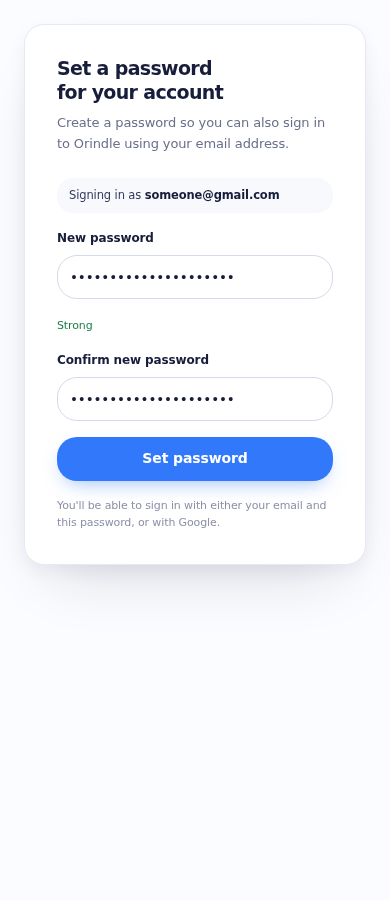 Set a password
for your account
Create a password so you can also sign in
to Orindle using your email address.
Signing in as someone@gmail.com
New password
•••••••••••••••••••••
Strong
Confirm new password
•••••••••••••••••••••
Set password
You'll be able to sign in with either your email and
this password, or with Google.